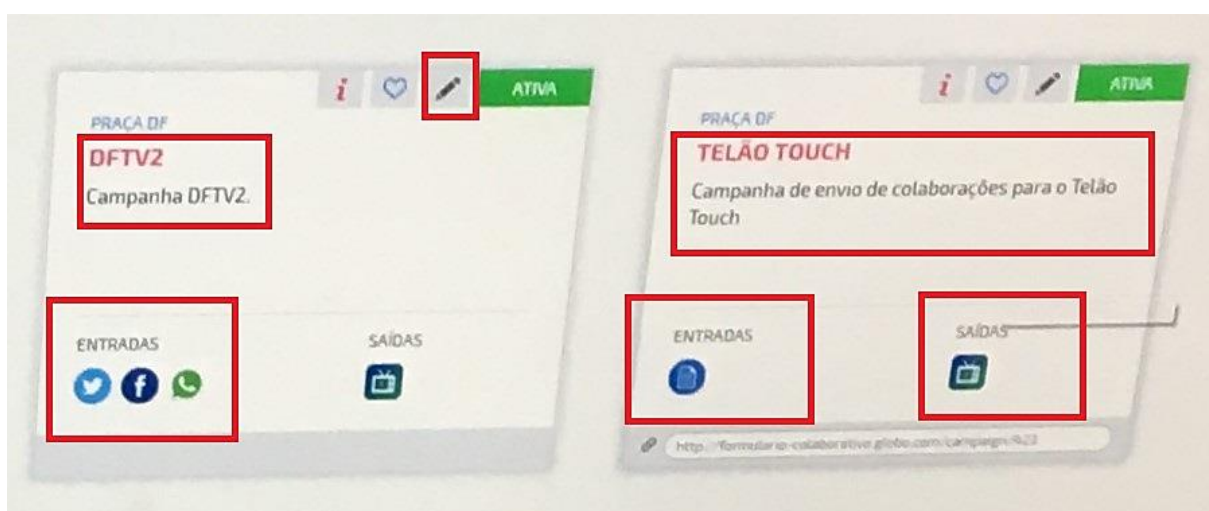 i
ATIVA
PRAÇA DF
DFTV2
Campanha DFTV2.
ENTRADAS
SAÍDAS
i
ATIVA
PRAÇA DF
TELÃO TOUCH
Campanha de envio de colaborações para o Telão
Touch
ENTRADAS
SAÍDAS